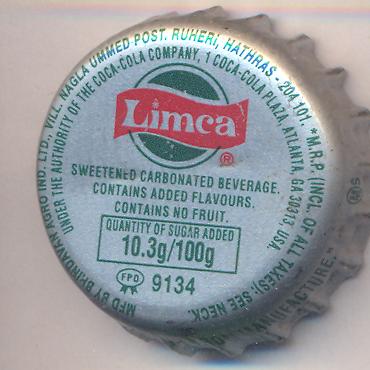 MFD BY BRINDAVAN AGRO IND. LTD., VILL. NAGLA UMMED POST. RUHERI, HATHRAS - 204 101. *M.R.P. (INCL. OF ALL TAXES): SEE NECK.
UNDER THE AUTHORITY OF THE COCA-COLA COMPANY, 1 COCA-COLA PLAZA, ATLANTA, GA 30313, USA.
Limca
®
SWEETENED CARBONATED BEVERAGE.
CONTAINS ADDED FLAVOURS.
CONTAINS NO FRUIT.
QUANTITY OF SUGAR ADDED
10.3g/100g
FPO 9134
MANUFACTURE.*